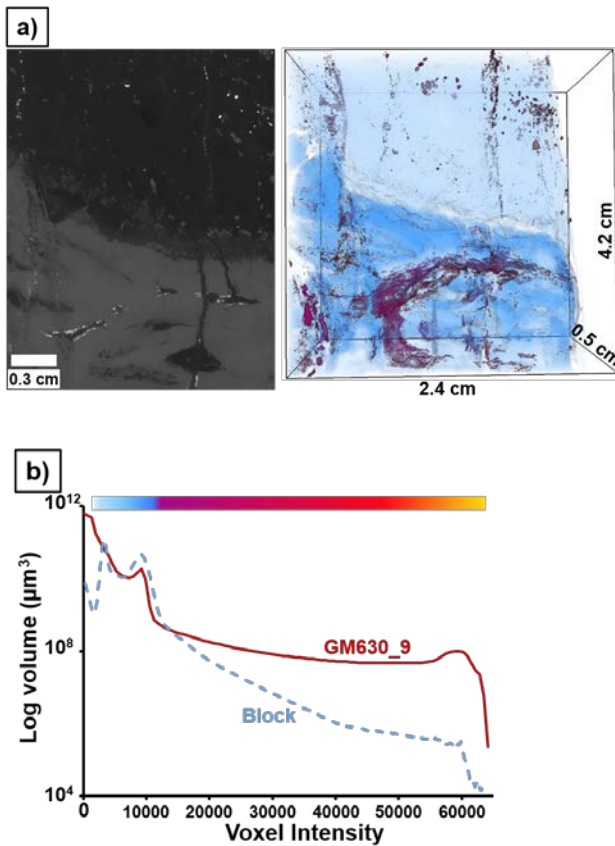 a)
0.3 cm
4.2 cm
0.5 cm
2.4 cm
b)
10¹²
10⁸
10⁴
Log volume (µm³)
GM630_9
Block
0 10000 20000 30000 40000 50000 60000
Voxel Intensity